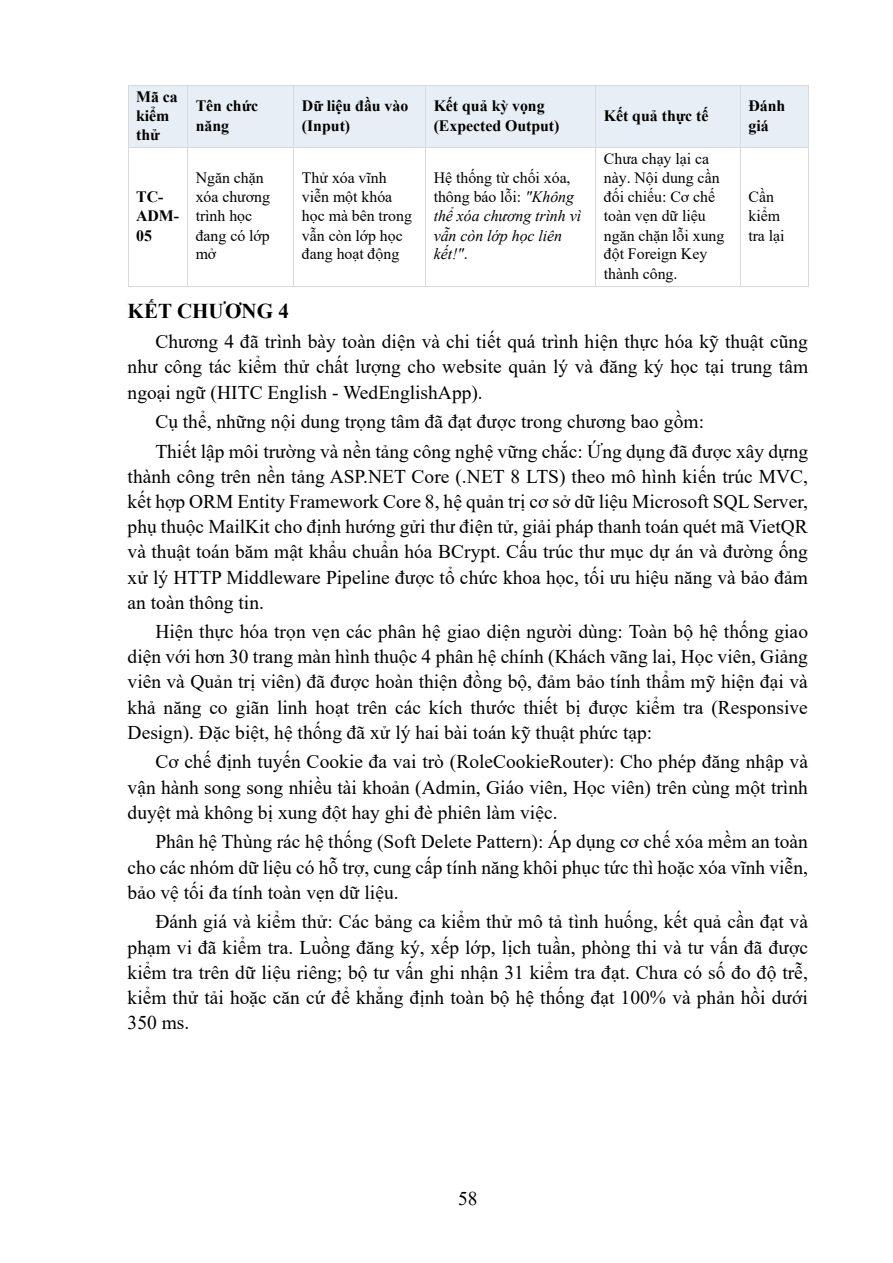 Mã ca kiểm thử | Tên chức năng | Dữ liệu đầu vào (Input) | Kết quả kỳ vọng (Expected Output) | Kết quả thực tế | Đánh giá
TC-ADM-05 | Ngăn chặn xóa chương trình học đang có lớp mở | Thử xóa vĩnh viễn một khóa học mà bên trong vẫn còn lớp học đang hoạt động | Hệ thống từ chối xóa, thông báo lỗi: "Không thể xóa chương trình vì vẫn còn lớp học liên kết!". | Chưa chạy lại ca này. Nội dung cần đối chiếu: Cơ chế toàn vẹn dữ liệu ngăn chặn lỗi xung đột Foreign Key thành công. | Cần kiểm tra lại
KẾT CHƯƠNG 4
Chương 4 đã trình bày toàn diện và chi tiết quá trình hiện thực hóa kỹ thuật cũng
như công tác kiểm thử chất lượng cho website quản lý và đăng ký học tại trung tâm
ngoại ngữ (HITC English - WedEnglishApp).
Cụ thể, những nội dung trọng tâm đã đạt được trong chương bao gồm:
Thiết lập môi trường và nền tảng công nghệ vững chắc: Ứng dụng đã được xây dựng
thành công trên nền tảng ASP.NET Core (.NET 8 LTS) theo mô hình kiến trúc MVC,
kết hợp ORM Entity Framework Core 8, hệ quản trị cơ sở dữ liệu Microsoft SQL Server,
phụ thuộc MailKit cho định hướng gửi thư điện tử, giải pháp thanh toán quét mã VietQR
và thuật toán băm mật khẩu chuẩn hóa BCrypt. Cấu trúc thư mục dự án và đường ống
xử lý HTTP Middleware Pipeline được tổ chức khoa học, tối ưu hiệu năng và bảo đảm
an toàn thông tin.
Hiện thực hóa trọn vẹn các phân hệ giao diện người dùng: Toàn bộ hệ thống giao
diện với hơn 30 trang màn hình thuộc 4 phân hệ chính (Khách vãng lai, Học viên, Giảng
viên và Quản trị viên) đã được hoàn thiện đồng bộ, đảm bảo tính thẩm mỹ hiện đại và
khả năng co giãn linh hoạt trên các kích thước thiết bị được kiểm tra (Responsive
Design). Đặc biệt, hệ thống đã xử lý hai bài toán kỹ thuật phức tạp:
Cơ chế định tuyến Cookie đa vai trò (RoleCookieRouter): Cho phép đăng nhập và
vận hành song song nhiều tài khoản (Admin, Giáo viên, Học viên) trên cùng một trình
duyệt mà không bị xung đột hay ghi đè phiên làm việc.
Phân hệ Thùng rác hệ thống (Soft Delete Pattern): Áp dụng cơ chế xóa mềm an toàn
cho các nhóm dữ liệu có hỗ trợ, cung cấp tính năng khôi phục tức thì hoặc xóa vĩnh viễn,
bảo vệ tối đa tính toàn vẹn dữ liệu.
Đánh giá và kiểm thử: Các bảng ca kiểm thử mô tả tình huống, kết quả cần đạt và
phạm vi đã kiểm tra. Luồng đăng ký, xếp lớp, lịch tuần, phòng thi và tư vấn đã được
kiểm tra trên dữ liệu riêng; bộ tư vấn ghi nhận 31 kiểm tra đạt. Chưa có số đo độ trễ,
kiểm thử tải hoặc căn cứ để khẳng định toàn bộ hệ thống đạt 100% và phản hồi dưới
350 ms.
58